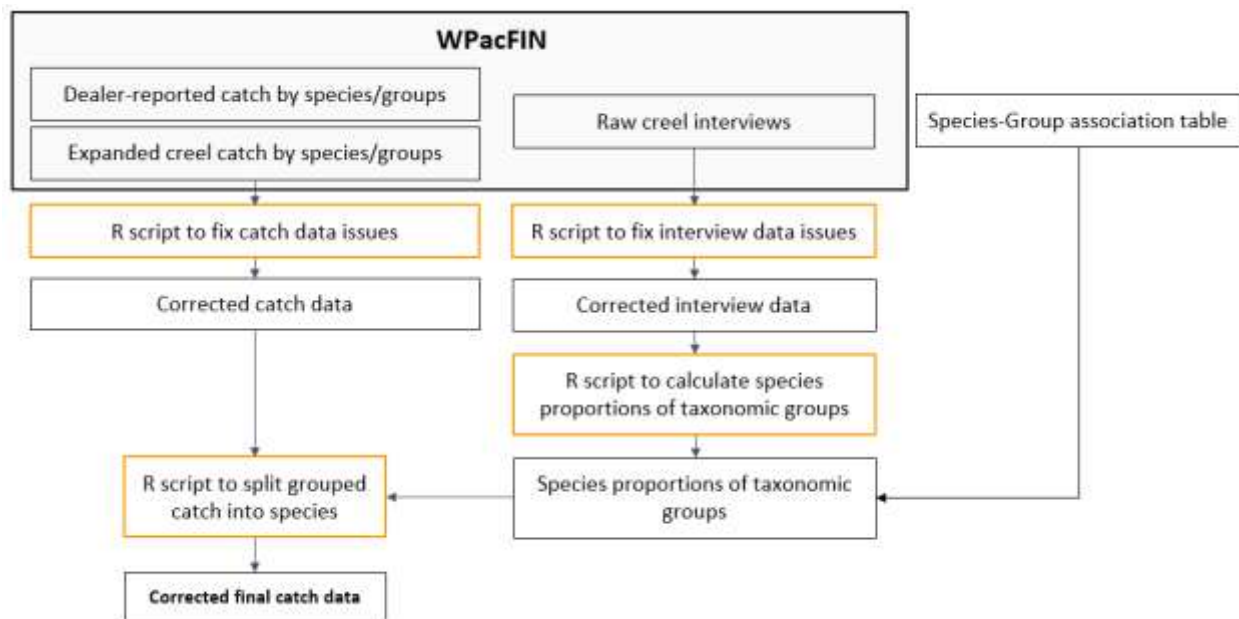 WPacFIN
Dealer-reported catch by species/groups
Expanded creel catch by species/groups
Raw creel interviews
Species-Group association table
R script to fix catch data issues
R script to fix interview data issues
Corrected catch data
Corrected interview data
R script to calculate species
proportions of taxonomic groups
R script to split grouped
catch into species
Species proportions of taxonomic
groups
Corrected final catch data